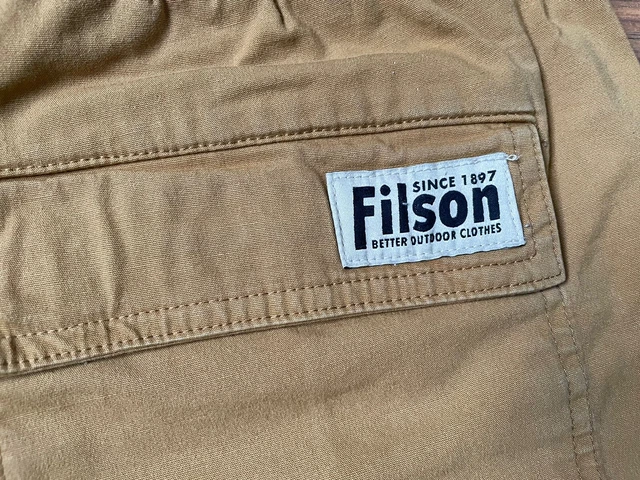 SINCE 1897
Filson
BETTER OUTDOOR CLOTHES